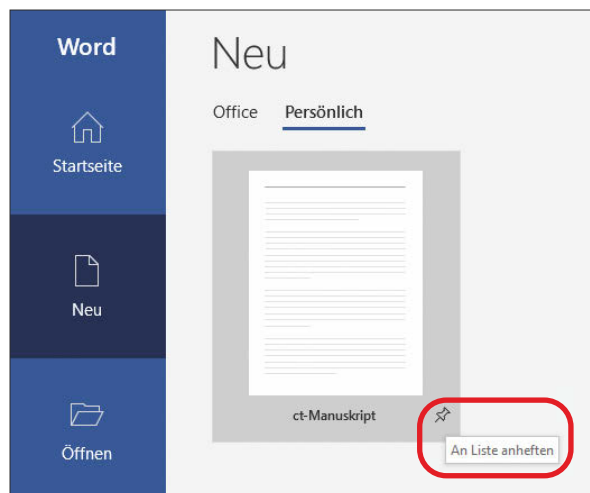 Word
Neu
Office Persönlich
Startseite
Neu
ct-Manuskript
An Liste anheften
Öffnen